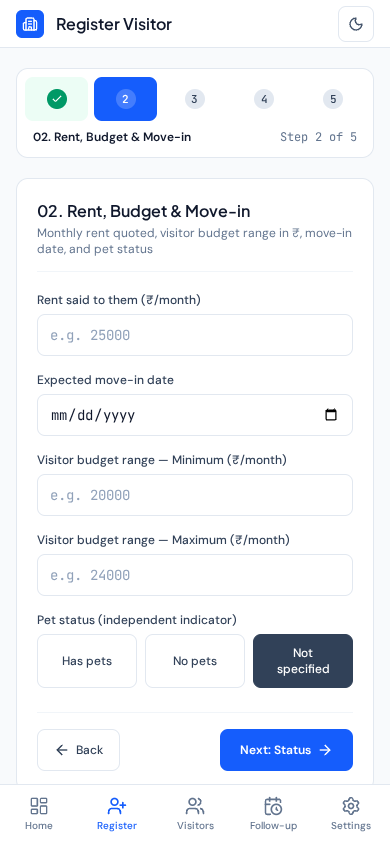 Register Visitor
2
3
4
5
02. Rent, Budget & Move-in
Step 2 of 5
02. Rent, Budget & Move-in
Monthly rent quoted, visitor budget range in ₹, move-in
date, and pet status
Rent said to them (₹/month)
e.g. 25000
Expected move-in date
mm/dd/yyyy
Visitor budget range — Minimum (₹/month)
e.g. 20000
Visitor budget range — Maximum (₹/month)
e.g. 24000
Pet status (independent indicator)
Has pets
No pets
Not
specified
Back
Next: Status
Home
Register
Visitors
Follow-up
Settings